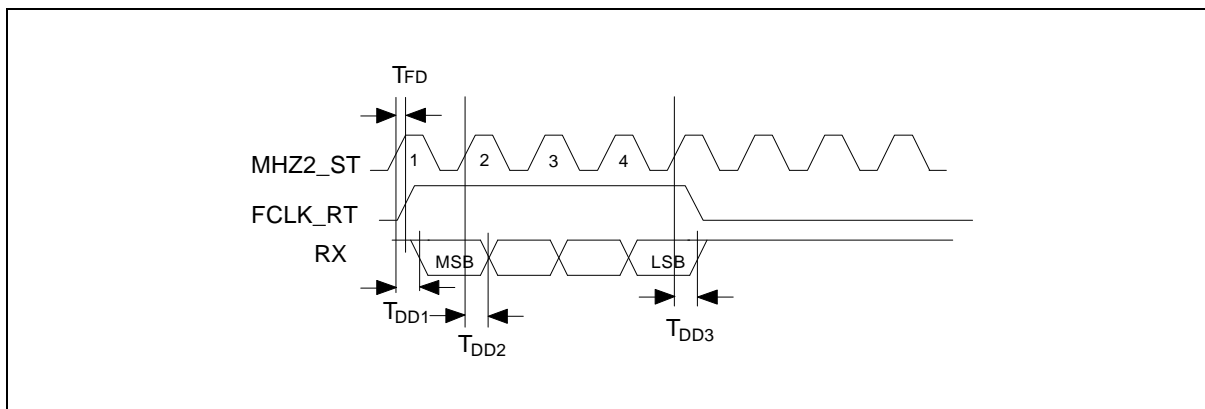 TFD
MHZ2_ST 1 2 3 4
FCLK_RT
RX MSB LSB
TDD1
TDD2
TDD3